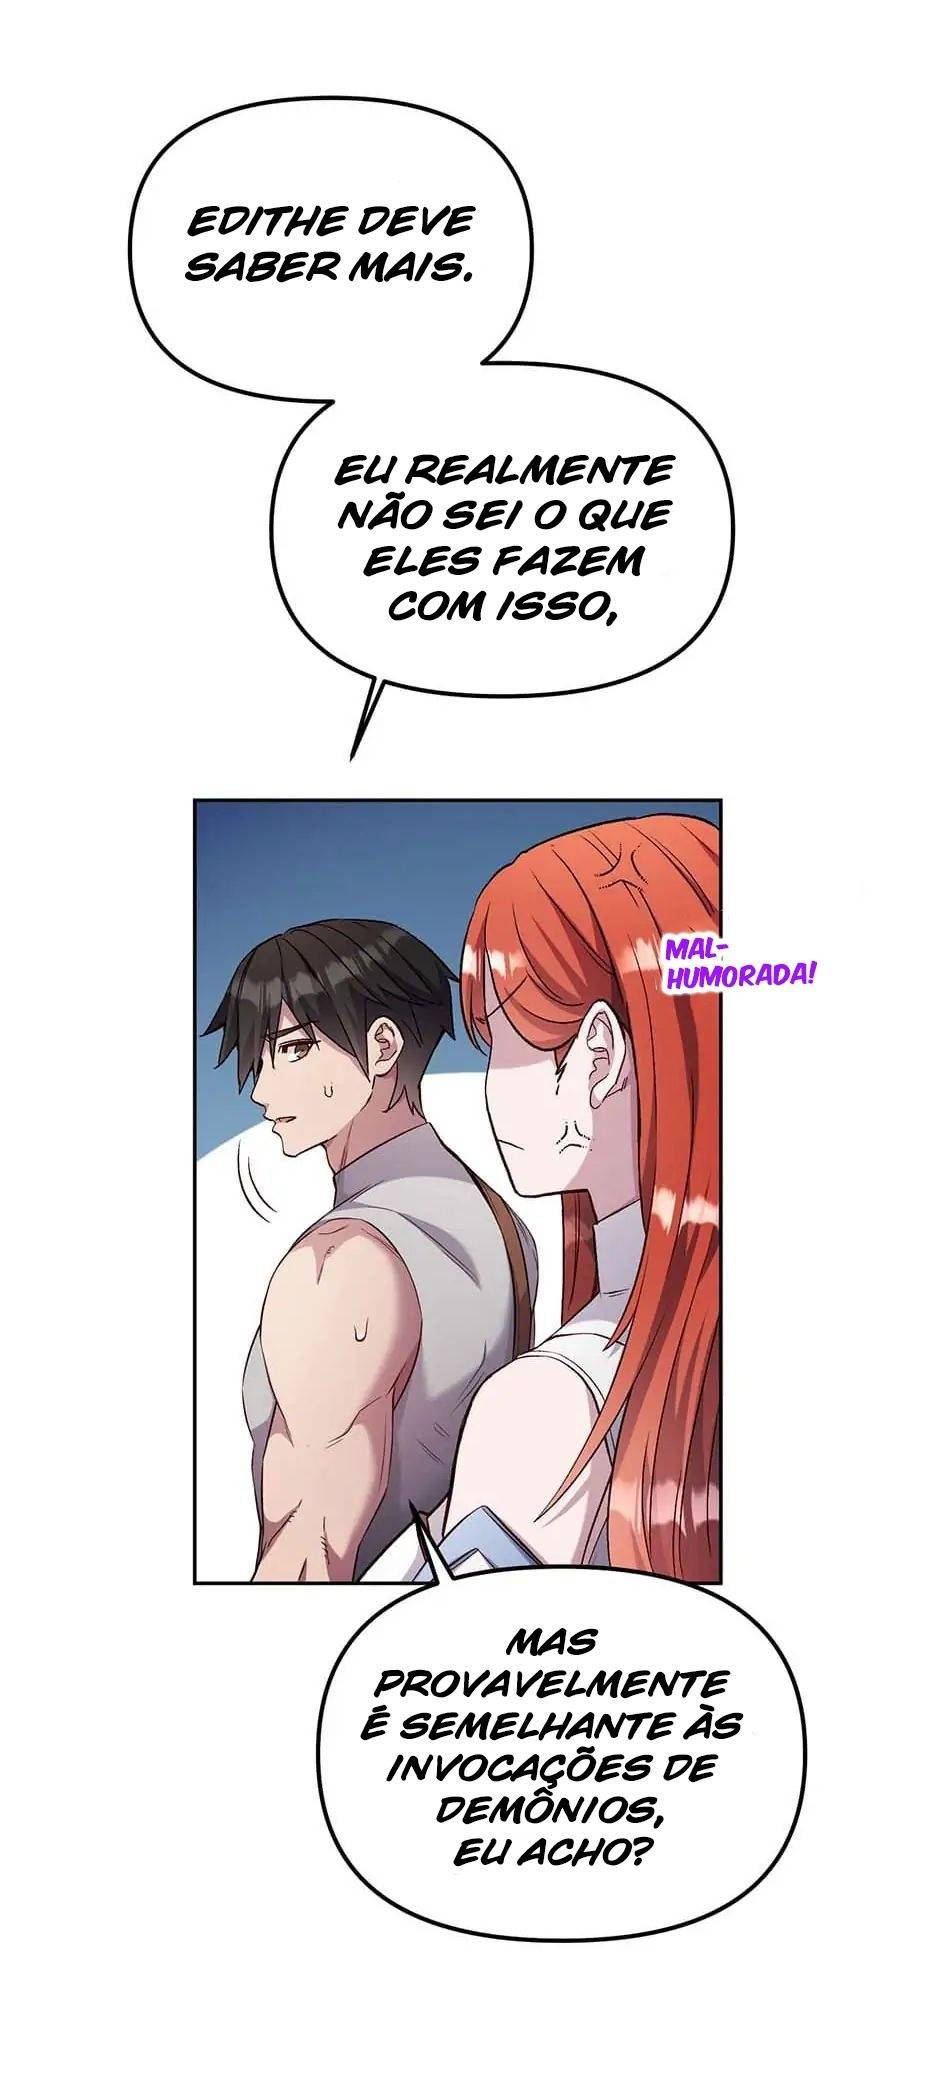 EDITHE DEVE
SABER MAIS.
EU REALMENTE
NÃO SEI O QUE
ELES FAZEM
COM ISSO,
MAL-
HUMORADA!
MAS
PROVAVELMENTE
É SEMELHANTE ÀS
INVOCAÇÕES DE
DEMÔNIOS,
EU ACHO?